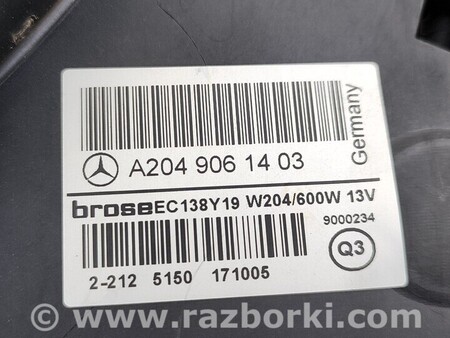 A204 906 14 03
Germany
brose EC138Y19 W204/600W 13V
9000234
Q3
2-212 5150 171005
© www.razborki.com